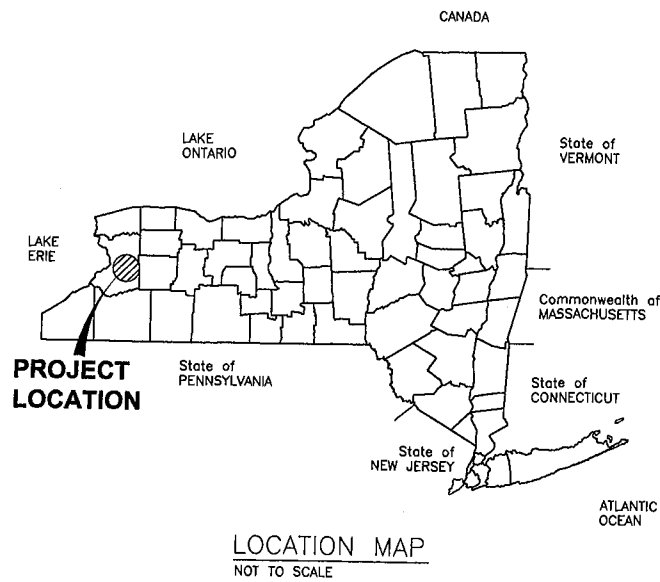 CANADA
LAKE
ONTARIO
State of
VERMONT
LAKE
ERIE
Commonwealth of
MASSACHUSETTS
PROJECT
LOCATION
State of
PENNSYLVANIA
State of
CONNECTICUT
State of
NEW JERSEY
ATLANTIC
OCEAN
LOCATION MAP
NOT TO SCALE